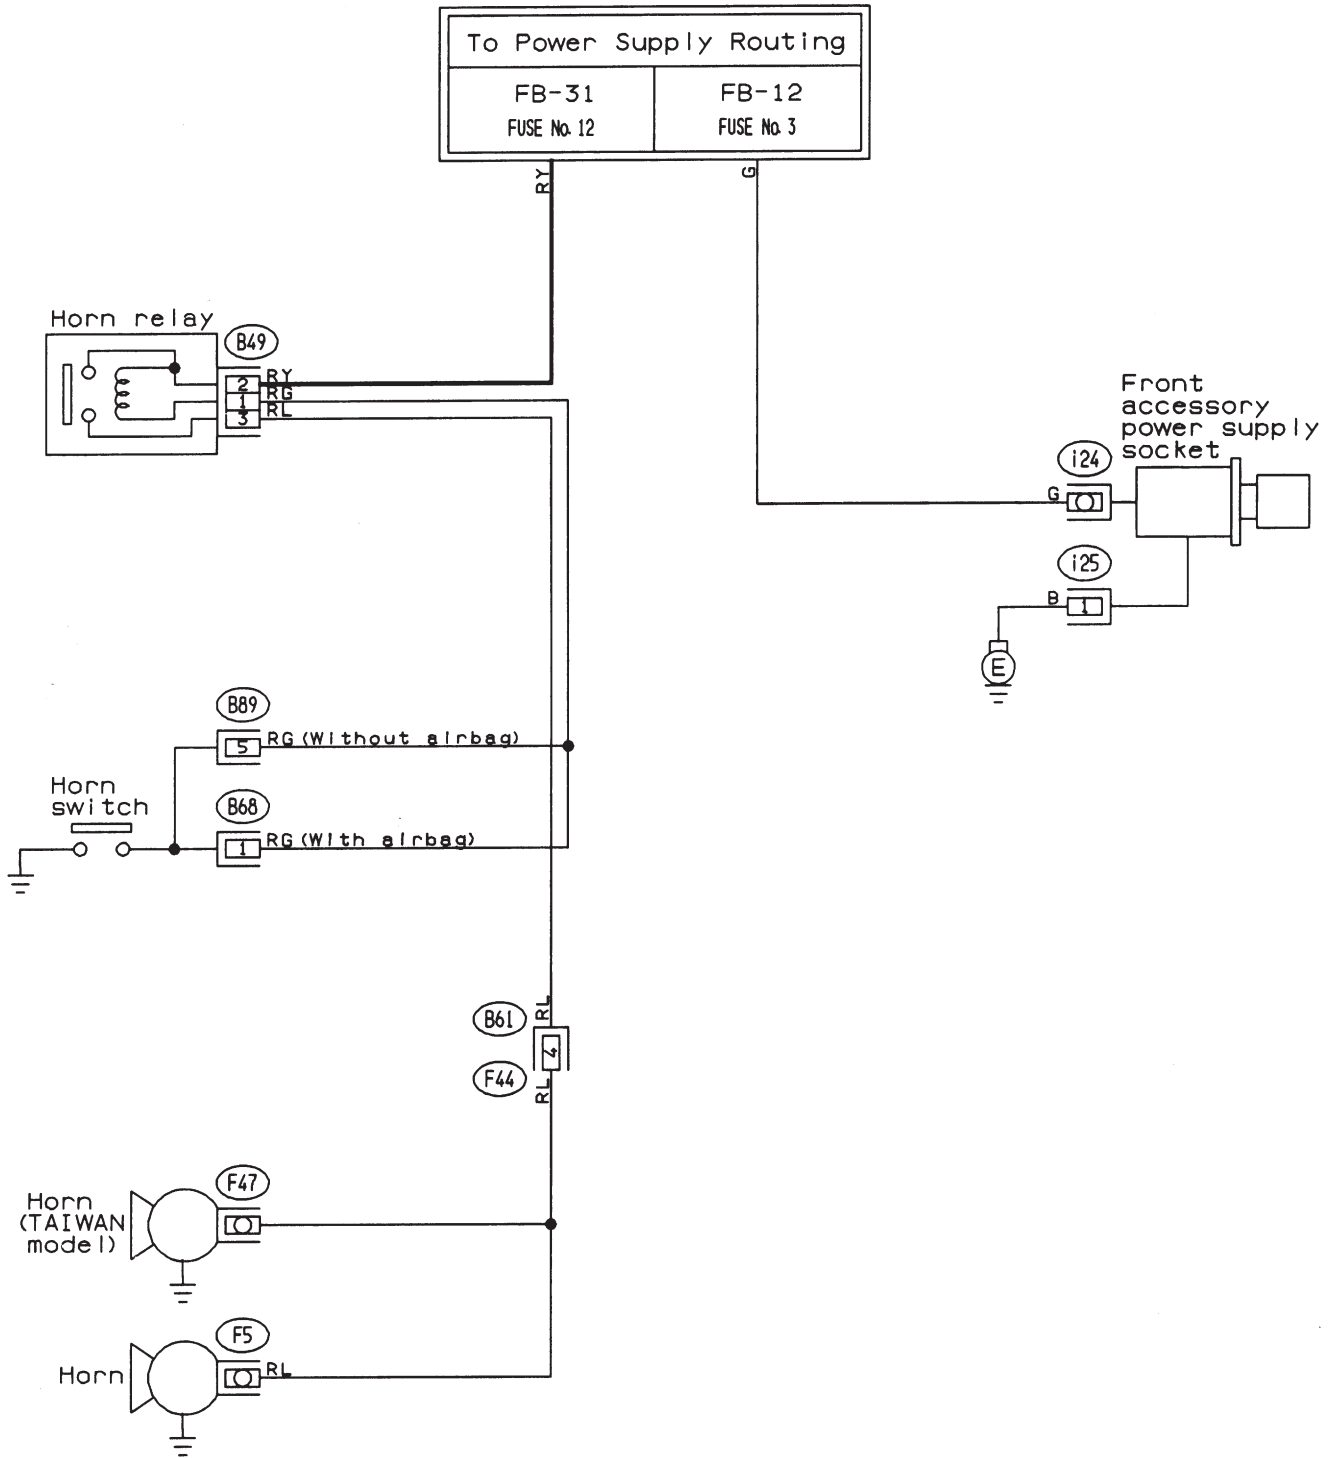 To Power Supply Routing
FB-31
FB-12
FUSE No. 12
FUSE No. 3
RY
G
Horn relay
B49
2
RY
1
RG
3
RL
Front
accessory
power supply
socket
i24
G
i25
B
1
E
B89
5
RG (Without airbag)
Horn
switch
B68
1
RG (With airbag)
RL
B61
4
F44
RL
F47
Horn
(TAIWAN
model)
F5
Horn
RL